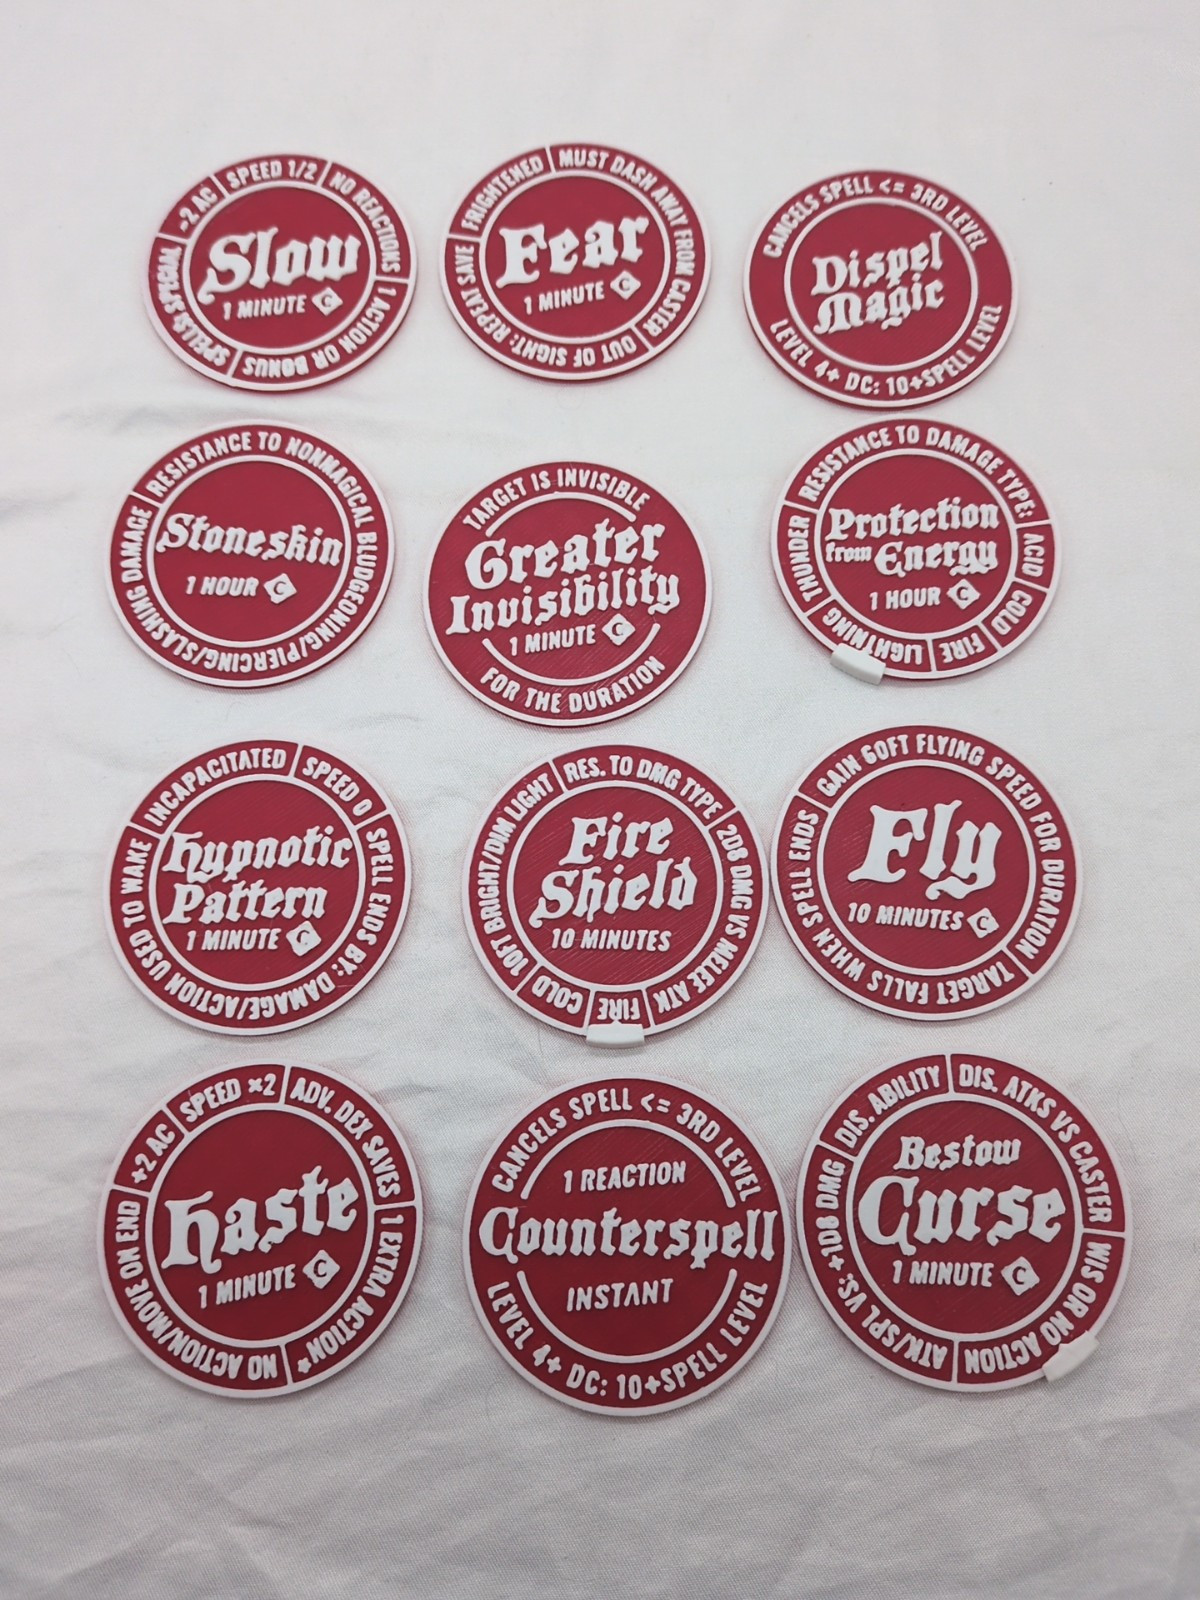 -2 AC
SPEED 1/2
NO REACTIONS
1 ACTION OR BONUS
SPELLS: SPECIAL
Slow
1 MINUTE C
FRIGHTENED
MUST DASH AWAY FROM CASTER
OUT OF SIGHT: REPEAT SAVE
Fear
1 MINUTE C
CANCELS SPELL <= 3RD LEVEL
Dispel
Magic
LEVEL 4+ DC: 10+SPELL LEVEL
RESISTANCE TO NONMAGICAL BLUDGEONING/PIERCING/SLASHING DAMAGE
Stoneskin
1 HOUR C
TARGET IS INVISIBLE
Greater
Invisibility
1 MINUTE C
FOR THE DURATION
RESISTANCE TO DAMAGE TYPE:
ACID
COLD
FIRE
LIGHTNING
THUNDER
Protection
from Energy
1 HOUR C
INCAPACITATED
SPEED 0
SPELL ENDS BY: DAMAGE/ACTION USED TO WAKE
Hypnotic
Pattern
1 MINUTE C
10FT BRIGHT/DIM LIGHT
RES. TO DMG TYPE
2D8 DMG VS MELEE ATK
FIRE
COLD
Fire
Shield
10 MINUTES
GAIN 60FT FLYING SPEED FOR DURATION
TARGET FALLS WHEN SPELL ENDS
Fly
10 MINUTES C
+2 AC
SPEED ×2
ADV. DEX SAVES
1 EXTRA ACTION*
NO ACTION/MOVE ON END
Haste
1 MINUTE C
CANCELS SPELL <= 3RD LEVEL
1 REACTION
Counterspell
INSTANT
LEVEL 4+ DC: 10+SPELL LEVEL
DIS. ABILITY
DIS. ATKS VS CASTER
WIS OR NO ACTION
ATK/SPL VS: +1D8 DMG
Bestow
Curse
1 MINUTE C